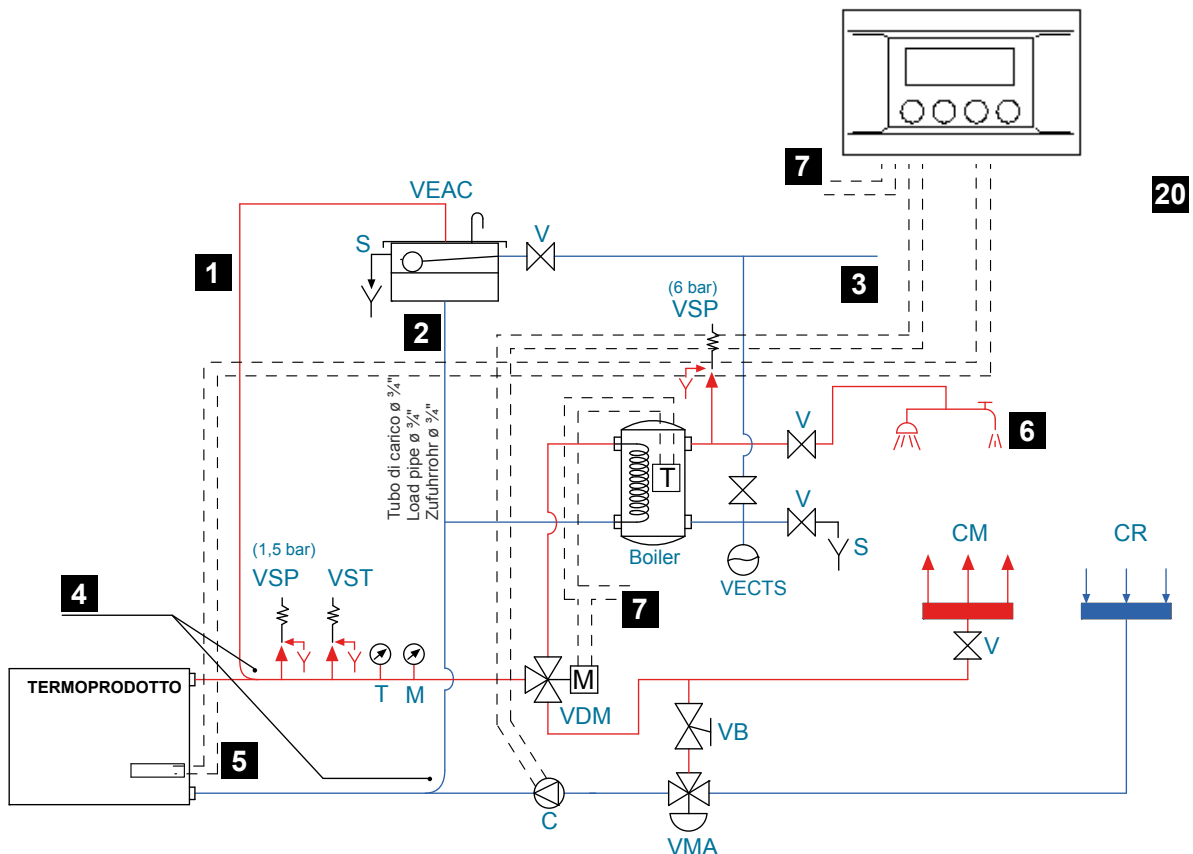 7
20
VEAC
S
V
1
3
(6 bar)
VSP
2
Tubo di carico ø ¾"
Load pipe ø ¾"
Zufuhrrohr ø ¾"
V
6
T
V
Boiler
S
VECTS
CM
CR
(1,5 bar)
VSP
VST
4
7
V
TERMOPRODOTTO
T
M
M
VDM
VB
5
C
VMA